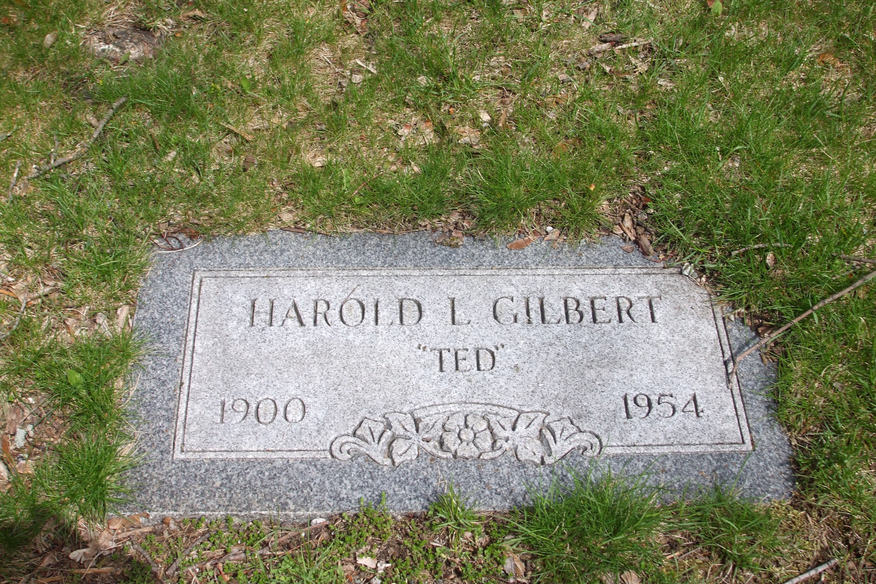 HAROLD L GILBERT
"TED"
1900 1954